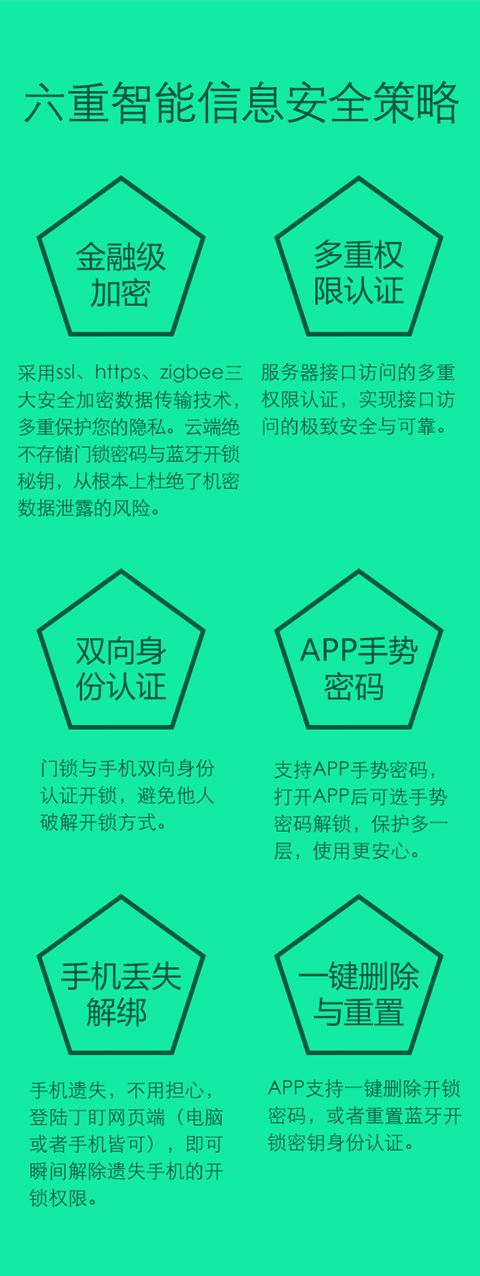 六重智能信息安全策略
金融级
加密
采用ssl、https、zigbee三
大安全加密数据传输技术，
多重保护您的隐私。云端绝
不存储门锁密码与蓝牙开锁
秘钥，从根本上杜绝了机密
数据泄露的风险。
多重权
限认证
服务器接口访问的多重
权限认证，实现接口访
问的极致安全与可靠。
双向身
份认证
门锁与手机双向身份
认证开锁，避免他人
破解开锁方式。
APP手势
密码
支持APP手势密码，
打开APP后可选手势
密码解锁，保护多一
层，使用更安心。
手机丢失
解绑
手机遗失，不用担心，
登陆丁盯网页端（电脑
或者手机皆可），即可
瞬间解除遗失手机的开
锁权限。
一键删除
与重置
APP支持一键删除开锁
密码，或者重置蓝牙开
锁密钥身份认证。